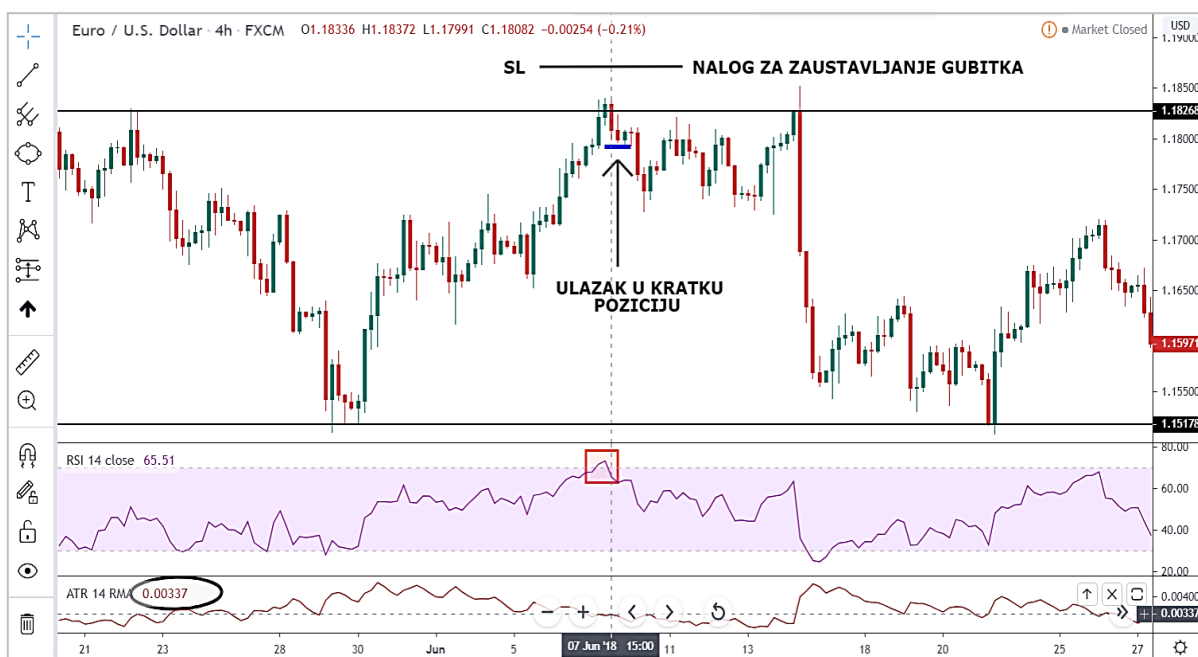 Euro / U.S. Dollar · 4h · FXCM O1.18336 H1.18372 L1.17991 C1.18082 −0.00254 (−0.21%)
Market Closed
USD
1.19000
SL
NALOG ZA ZAUSTAVLJANJE GUBITKA
1.18500
1.18268
1.18000
1.17500
1.17000
ULAZAK U KRATKU
POZICIJU
1.16500
1.15971
1.15500
1.15178
RSI 14 close 65.51
80.00
60.00
40.00
20.00
ATR 14 RMA 0.00337
0.00400
0.00337
21
23
28
30
Jun
5
07 Jun '18 15:00
11
13
18
20
25
27